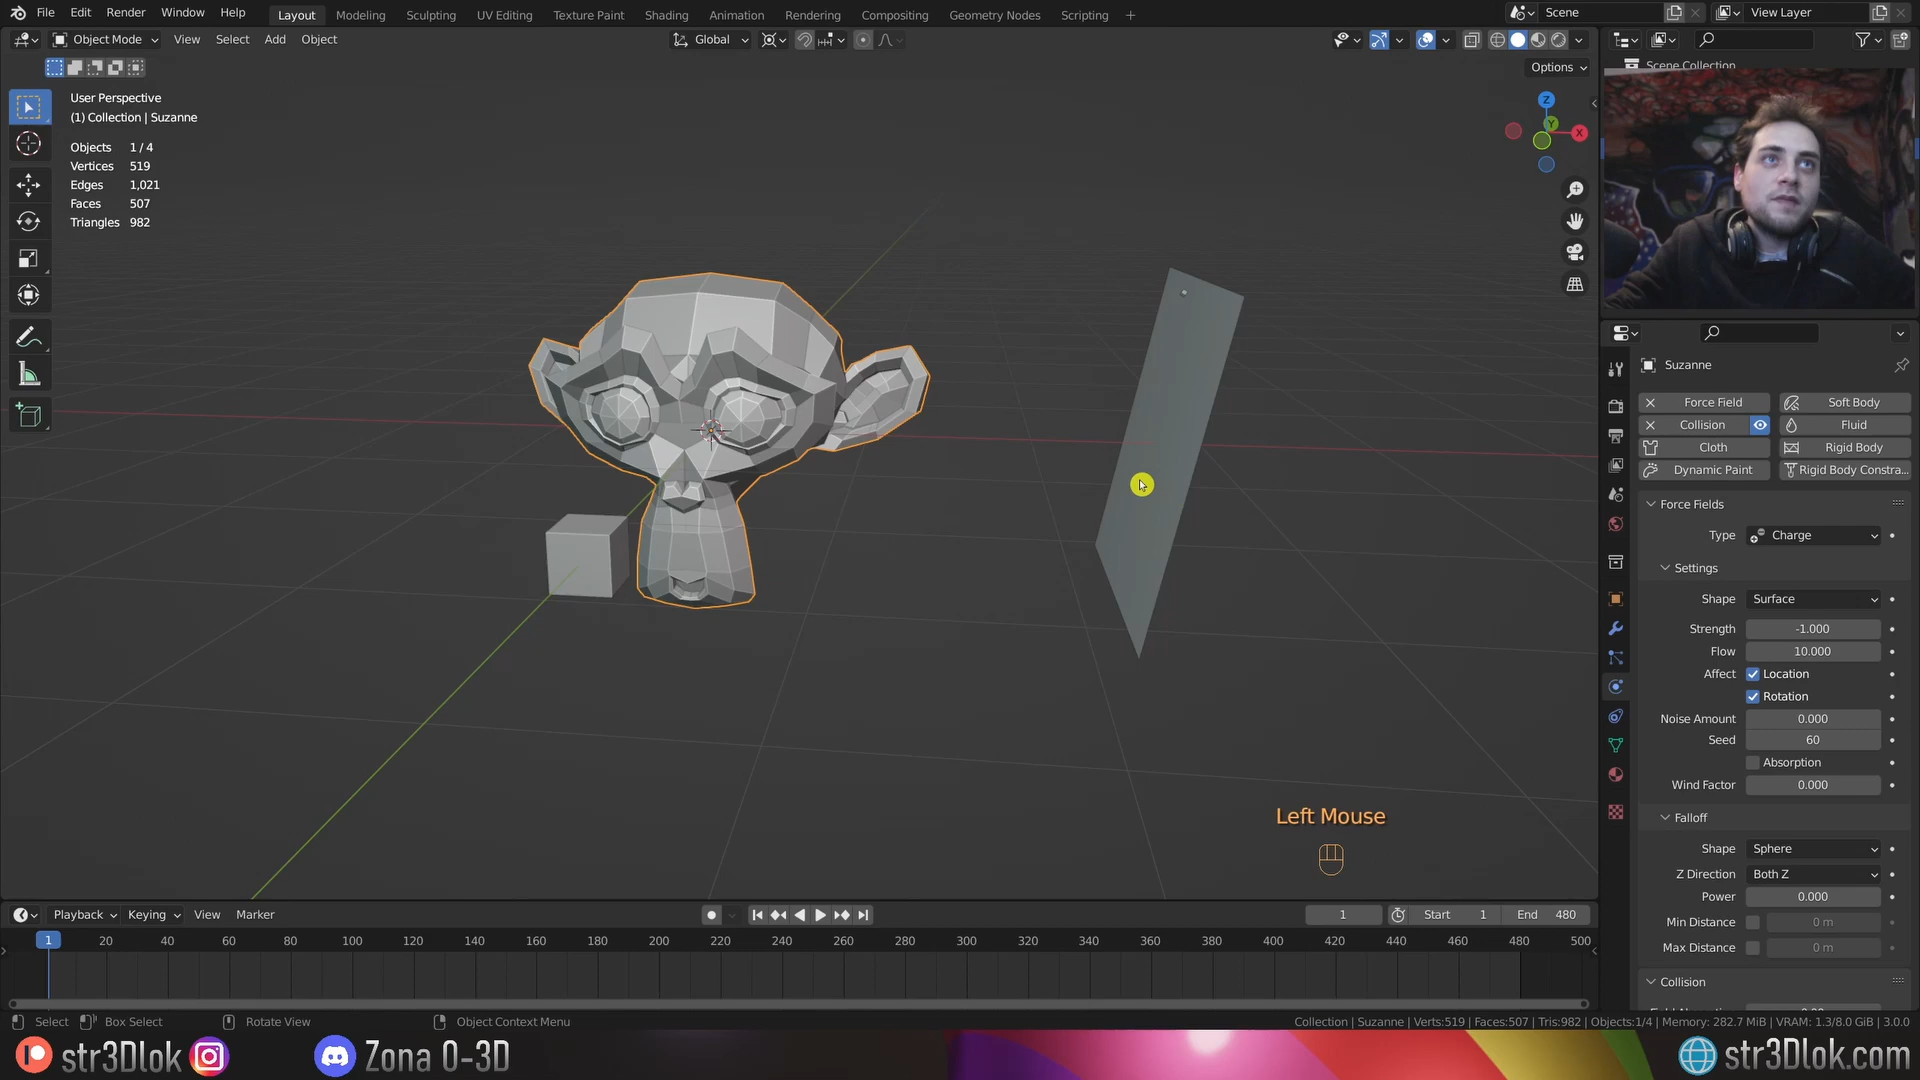 File Edit Render Window Help Layout Modeling Sculpting UV Editing Texture Paint Shading Animation Rendering Compositing Geometry Nodes Scripting + Scene View Layer
Object Mode View Select Add Object Global
Options
User Perspective
(1) Collection | Suzanne
Objects 1 / 4
Vertices 519
Edges 1,021
Faces 507
Triangles 982
Z
Y
X
Scene Collection
Suzanne
Force Field Soft Body
Collision Fluid
Cloth Rigid Body
Dynamic Paint Rigid Body Constra...
Force Fields
Type Charge
Settings
Shape Surface
Strength -1.000
Flow 10.000
Affect Location
Rotation
Noise Amount 0.000
Seed 60
Absorption
Wind Factor 0.000
Falloff
Shape Sphere
Z Direction Both Z
Power 0.000
Min Distance 0 m
Max Distance 0 m
Collision
Left Mouse
Playback Keying View Marker 1 Start 1 End 480
1 20 40 60 80 100 120 140 160 180 200 220 240 260 280 300 320 340 360 380 400 420 440 460 480 500
Select Box Select Rotate View Object Context Menu Collection | Suzanne | Verts:519 | Faces:507 | Tris:982 | Objects:1/4 | Memory: 282.7 MiB | VRAM: 1.3/8.0 GiB | 3.0.0
str3Dlok Zona 0-3D str3Dlok.com